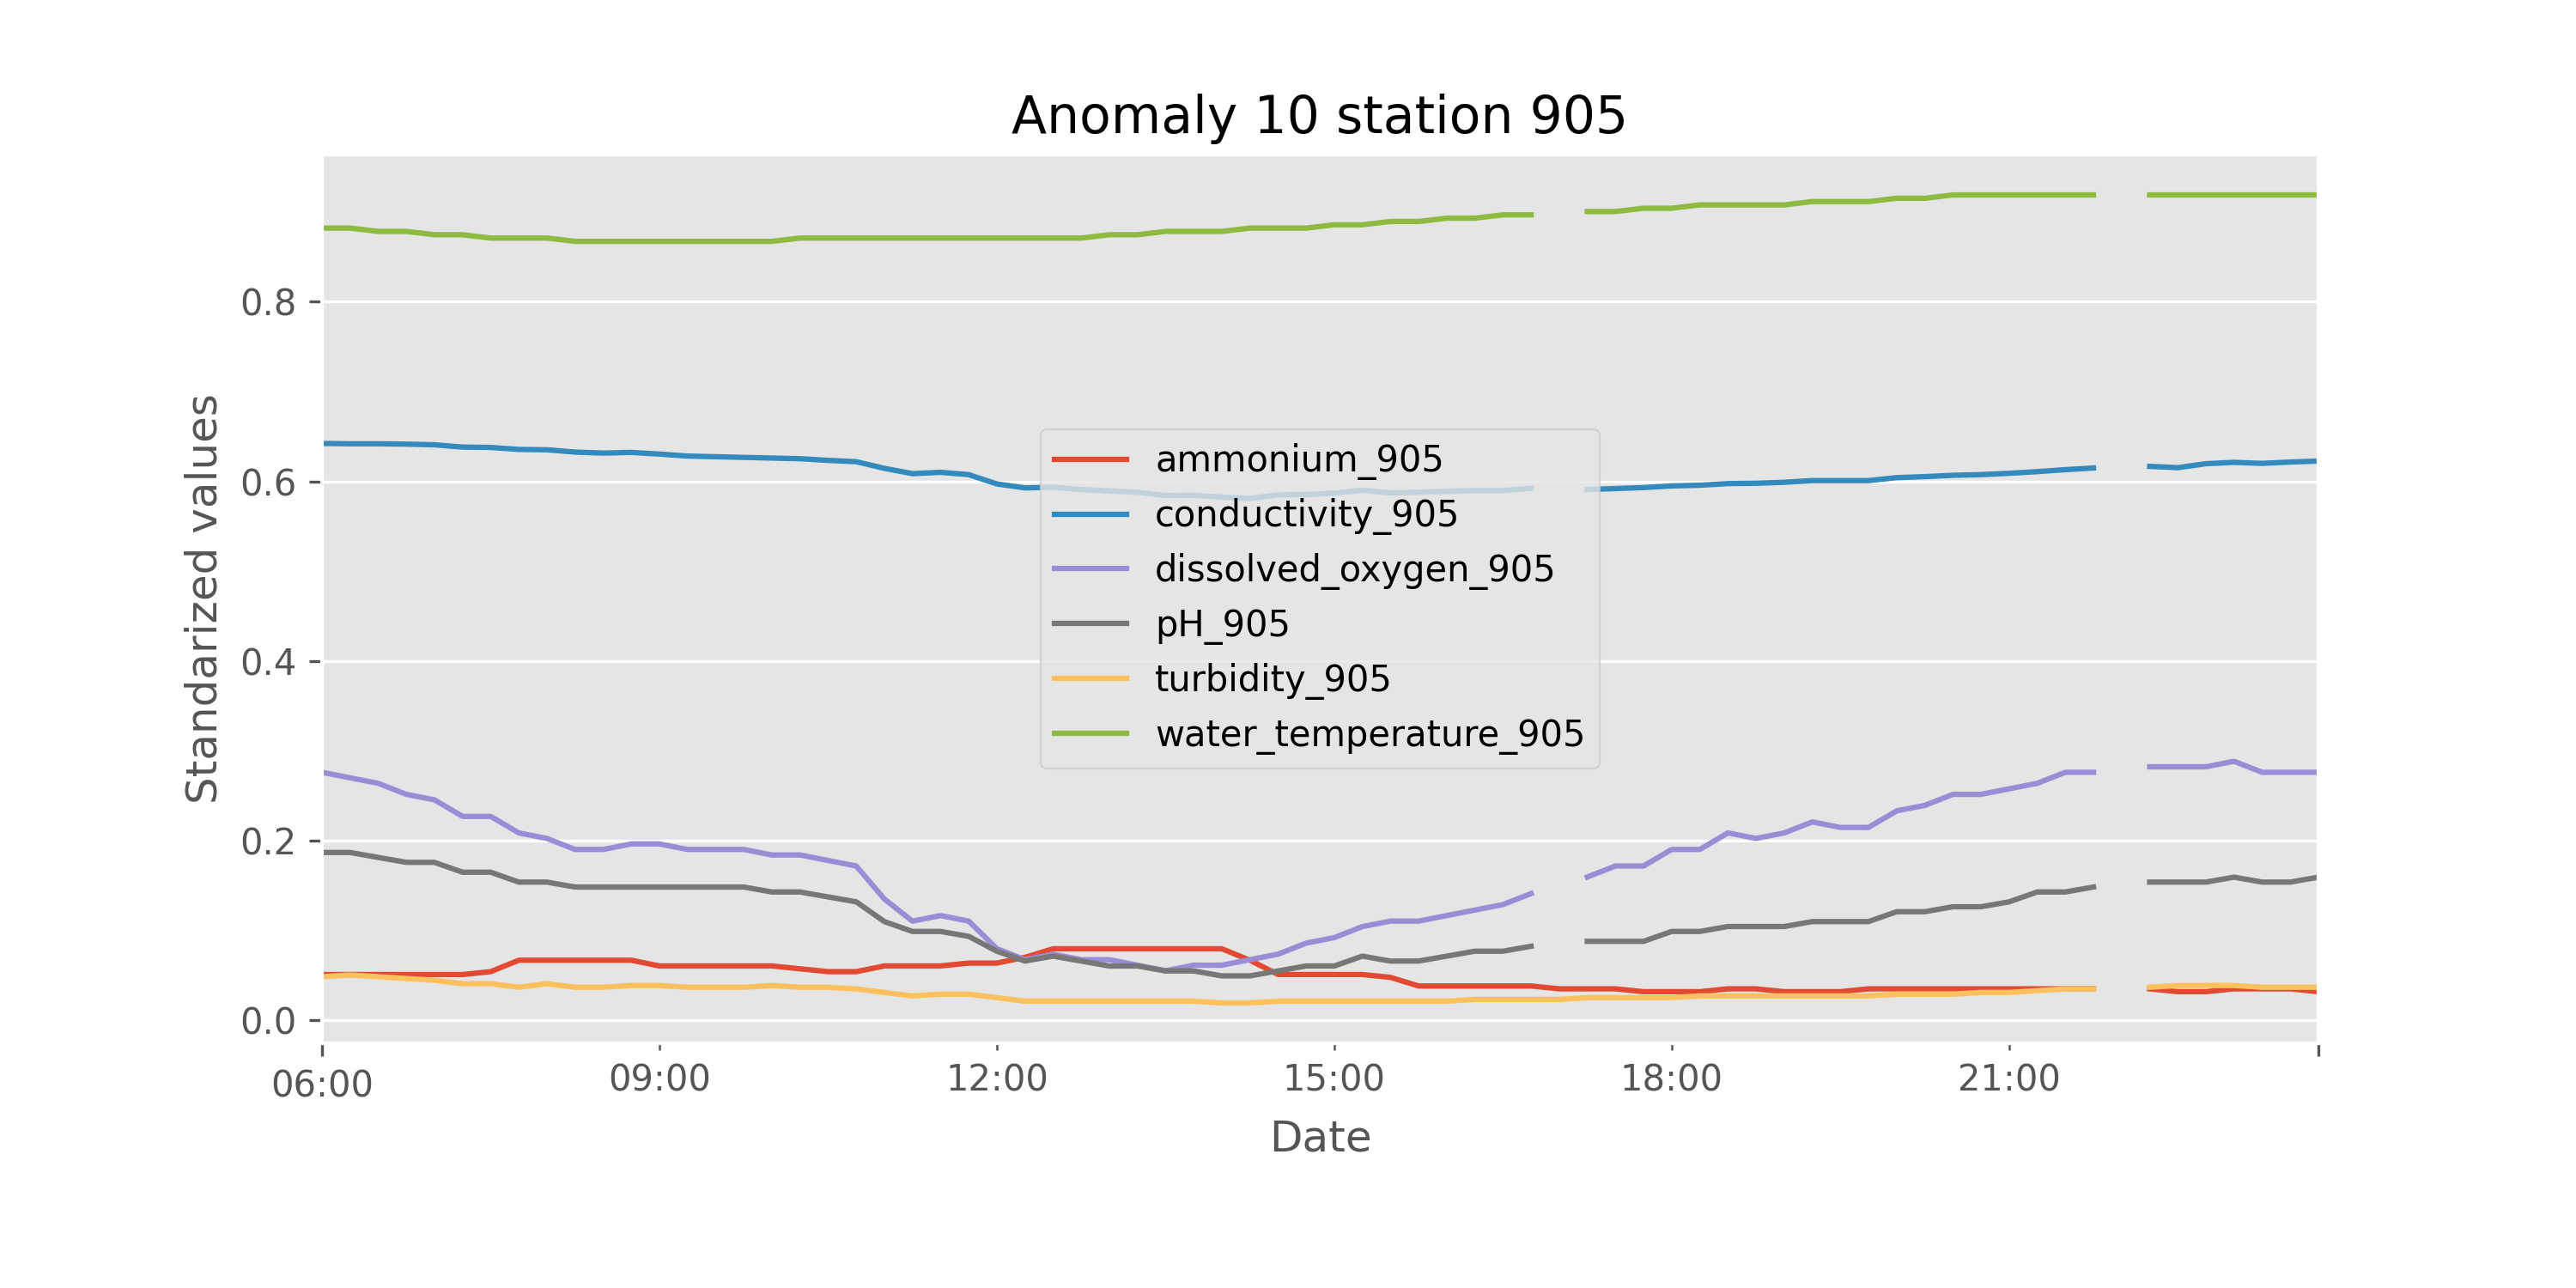 Anomaly 10 station 905
Standarized values
0.8
0.6
0.4
0.2
0.0
ammonium_905
conductivity_905
dissolved_oxygen_905
pH_905
turbidity_905
water_temperature_905
06:00 09:00 12:00 15:00 18:00 21:00
Date